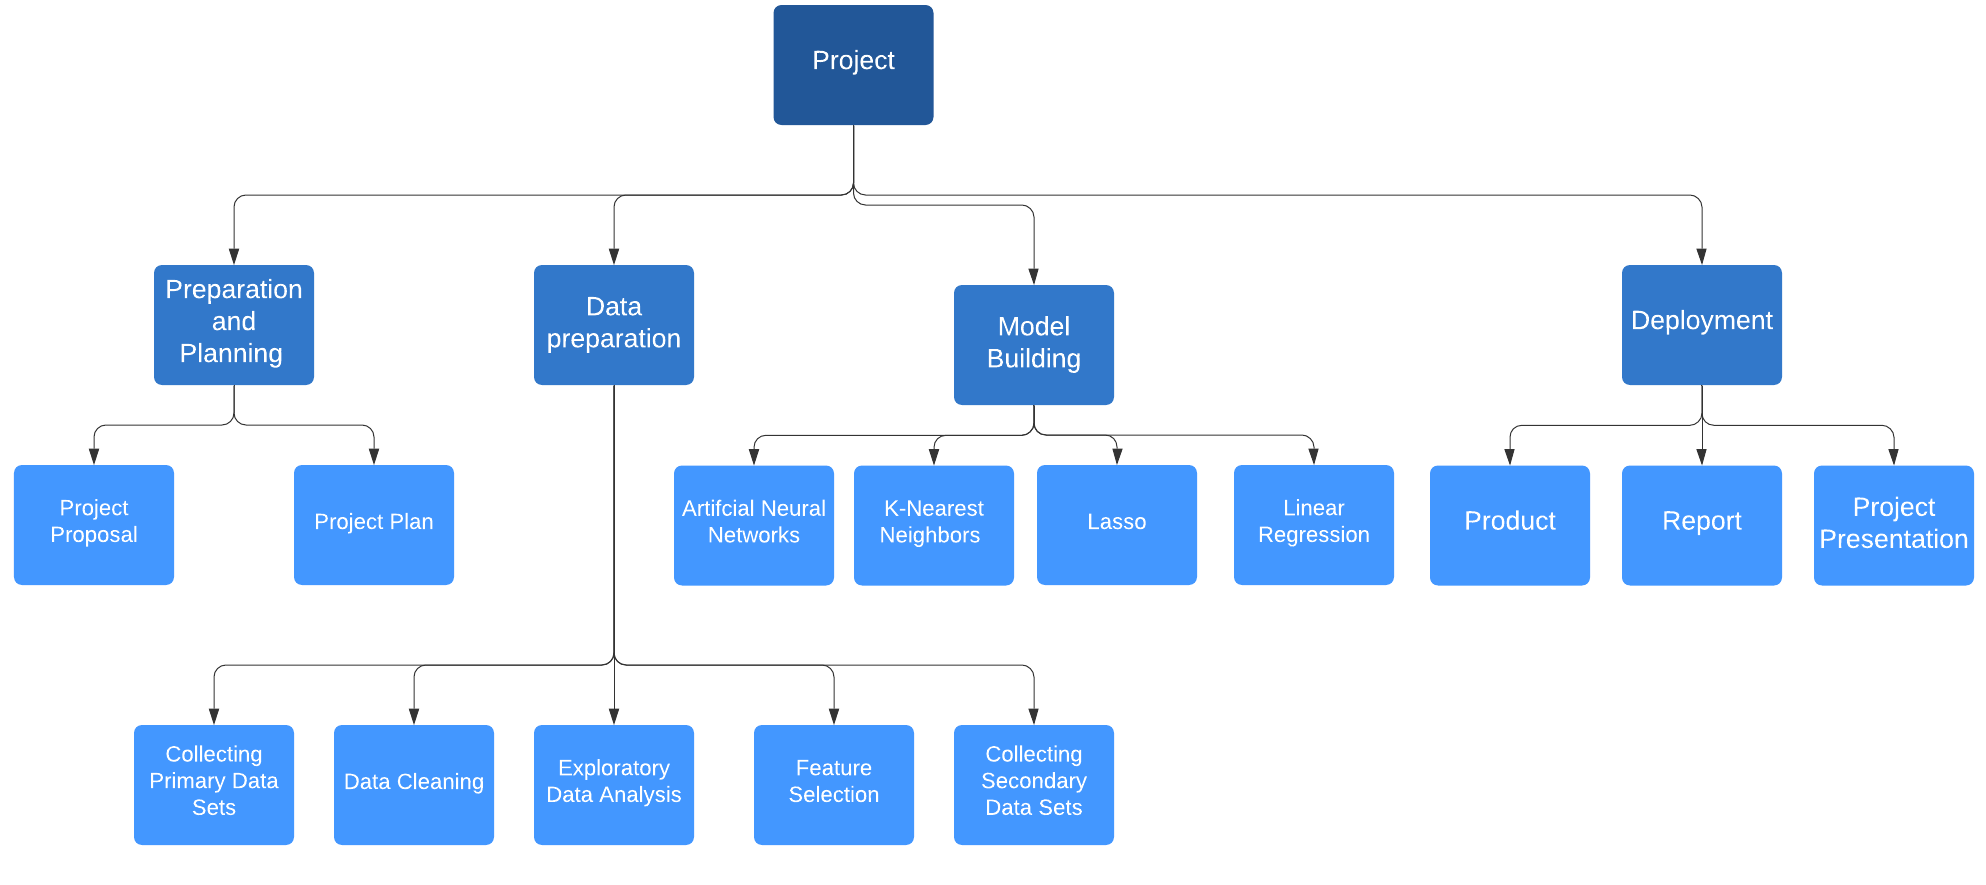 Project
Preparation
and
Planning
Data
preparation
Model
Building
Deployment
Project
Proposal
Project Plan
Artifcial Neural
Networks
K-Nearest
Neighbors
Lasso
Linear
Regression
Product
Report
Project
Presentation
Collecting
Primary Data
Sets
Data Cleaning
Exploratory
Data Analysis
Feature
Selection
Collecting
Secondary
Data Sets